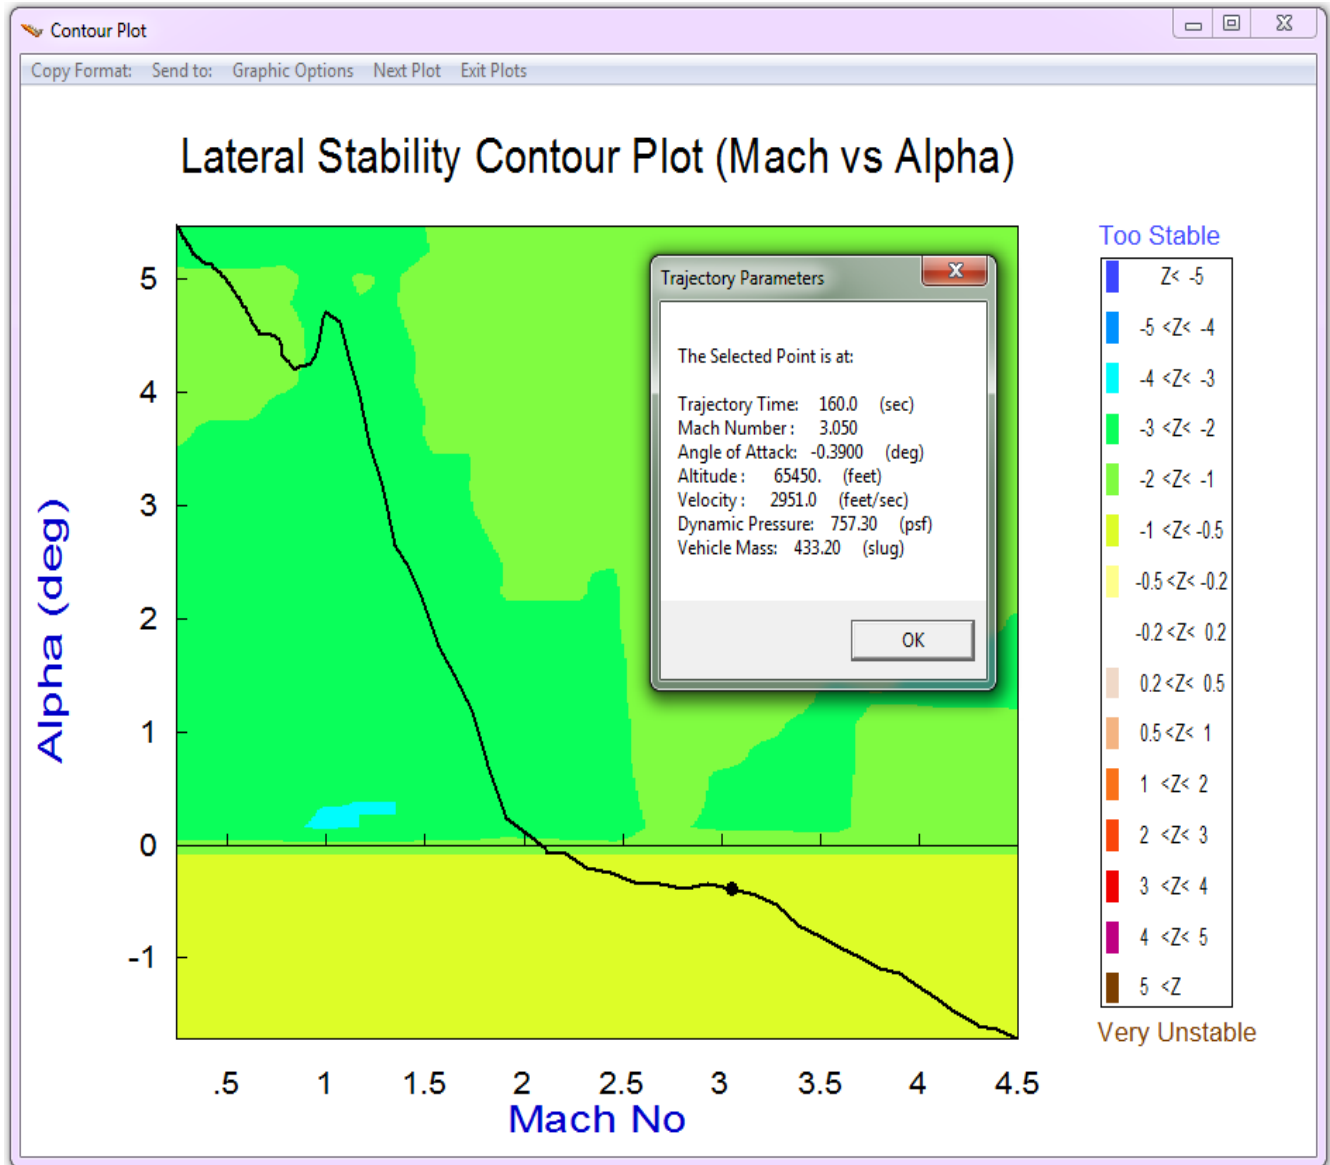 Contour Plot
Copy Format: Send to: Graphic Options Next Plot Exit Plots
Lateral Stability Contour Plot (Mach vs Alpha)
Too Stable
Z< -5
-5 <Z< -4
-4 <Z< -3
-3 <Z< -2
-2 <Z< -1
-1 <Z< -0.5
-0.5 <Z< -0.2
-0.2 <Z< 0.2
0.2 <Z< 0.5
0.5 <Z< 1
1 <Z< 2
2 <Z< 3
3 <Z< 4
4 <Z< 5
5 <Z
Very Unstable
Trajectory Parameters
The Selected Point is at:
Trajectory Time: 160.0 (sec)
Mach Number : 3.050
Angle of Attack: -0.3900 (deg)
Altitude : 65450. (feet)
Velocity : 2951.0 (feet/sec)
Dynamic Pressure: 757.30 (psf)
Vehicle Mass: 433.20 (slug)
OK
Alpha (deg)
5
4
3
2
1
0
-1
.5 1 1.5 2 2.5 3 3.5 4 4.5
Mach No